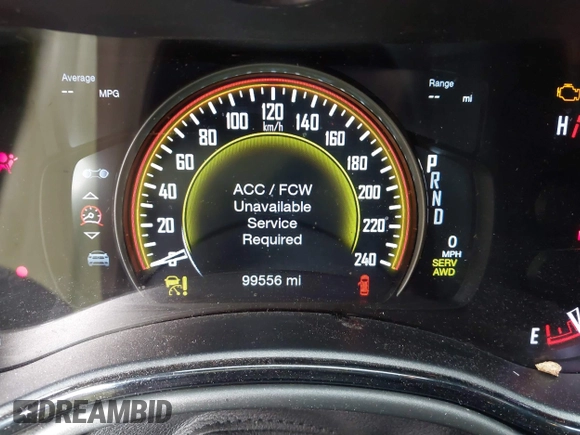 Average
-- MPG
Range
-- mi
0 20 40 60 80 100 120 140 160 180 200 220 240
km/h
ACC / FCW
Unavailable
Service
Required
99556 mi
P
R
N
D
0
MPH
SERV
AWD
H
E
DREAMBID